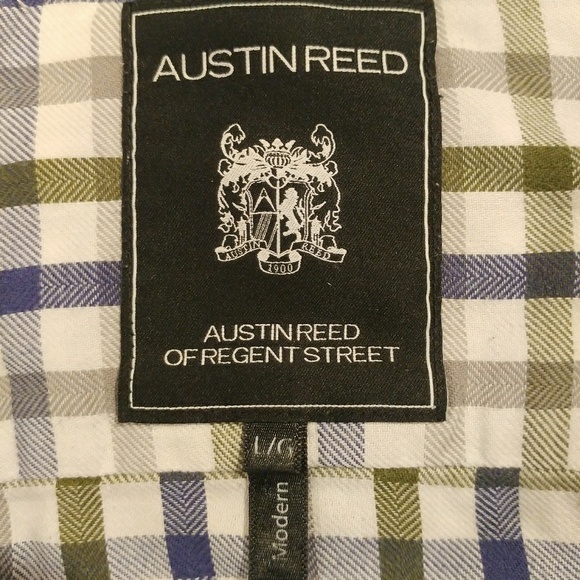 AUSTIN REED
AUSTIN REED
1900
AUSTIN REED
OF REGENT STREET
L/G
Modern